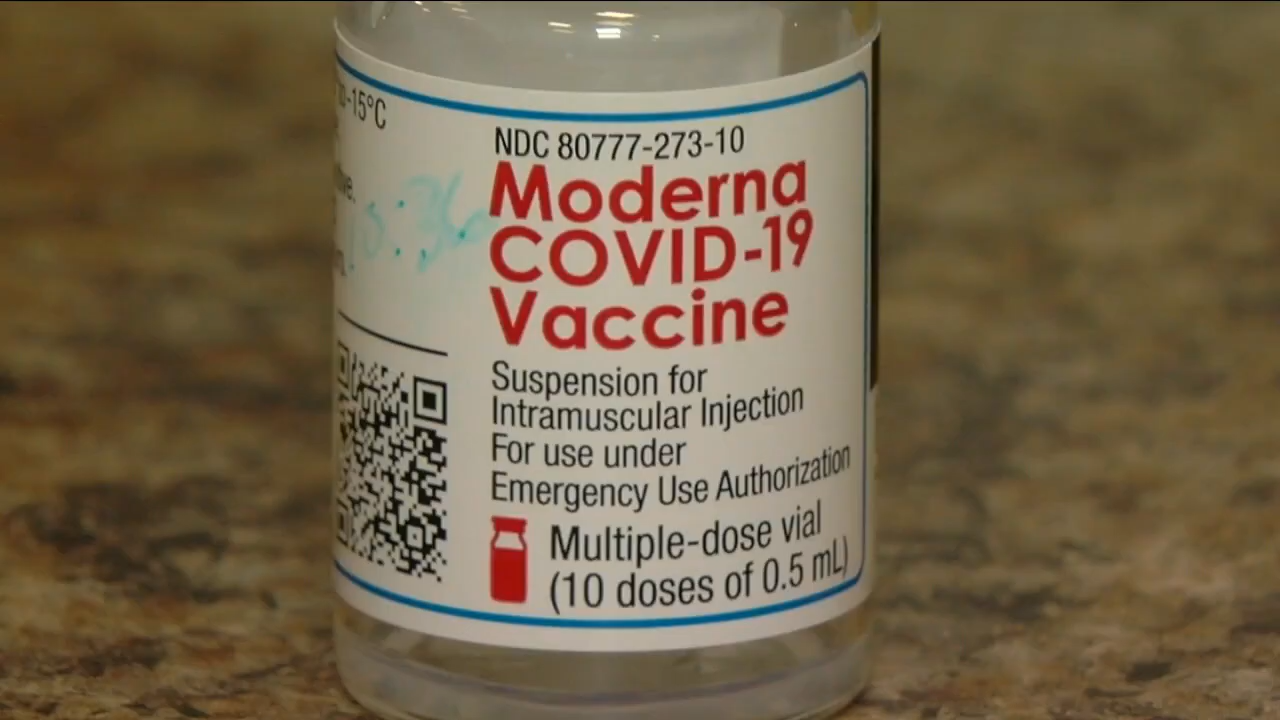 -15°C
NDC 80777-273-10
Moderna
COVID-19
Vaccine
Suspension for
Intramuscular Injection
For use under
Emergency Use Authorization
Multiple-dose vial
(10 doses of 0.5 mL)